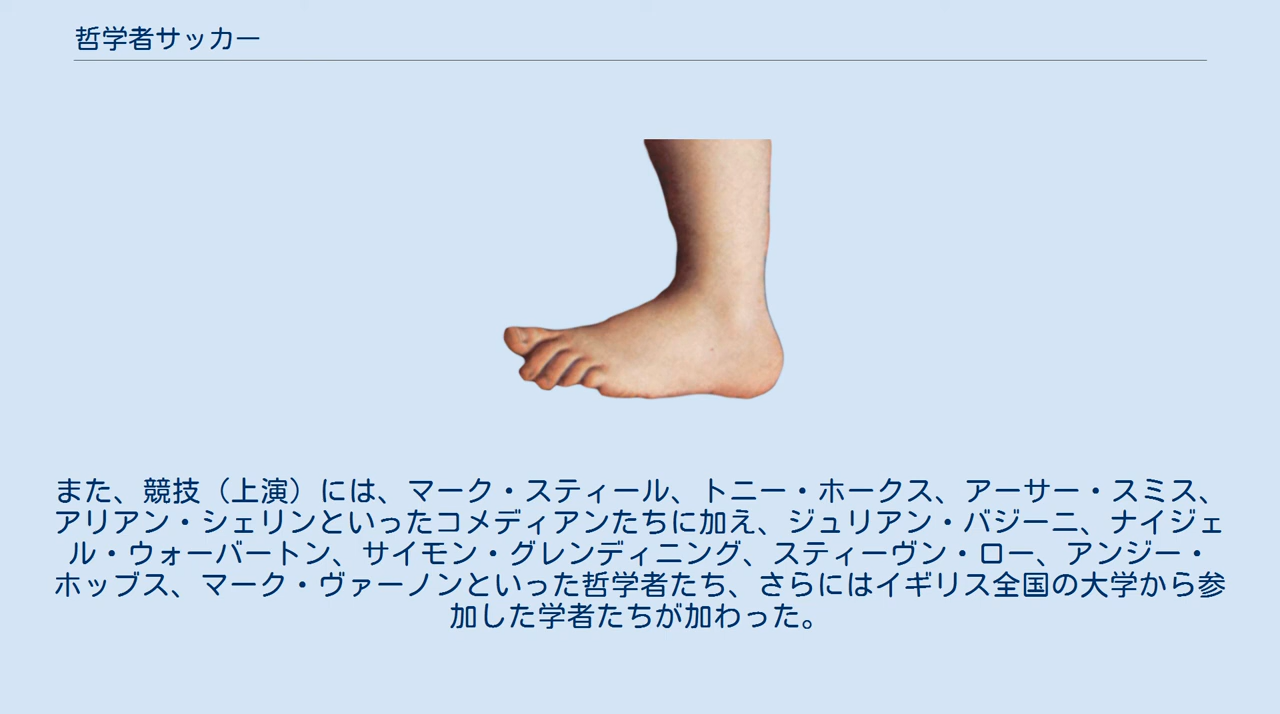 哲学者サッカー
また、競技（上演）には、マーク・スティール、トニー・ホークス、アーサー・スミス、
アリアン・シェリンといったコメディアンたちに加え、ジュリアン・バジーニ、ナイジェ
ル・ウォーバートン、サイモン・グレンディニング、スティーヴン・ロー、アンジー・
ホッブス、マーク・ヴァーノンといった哲学者たち、さらにはイギリス全国の大学から参
加した学者たちが加わった。